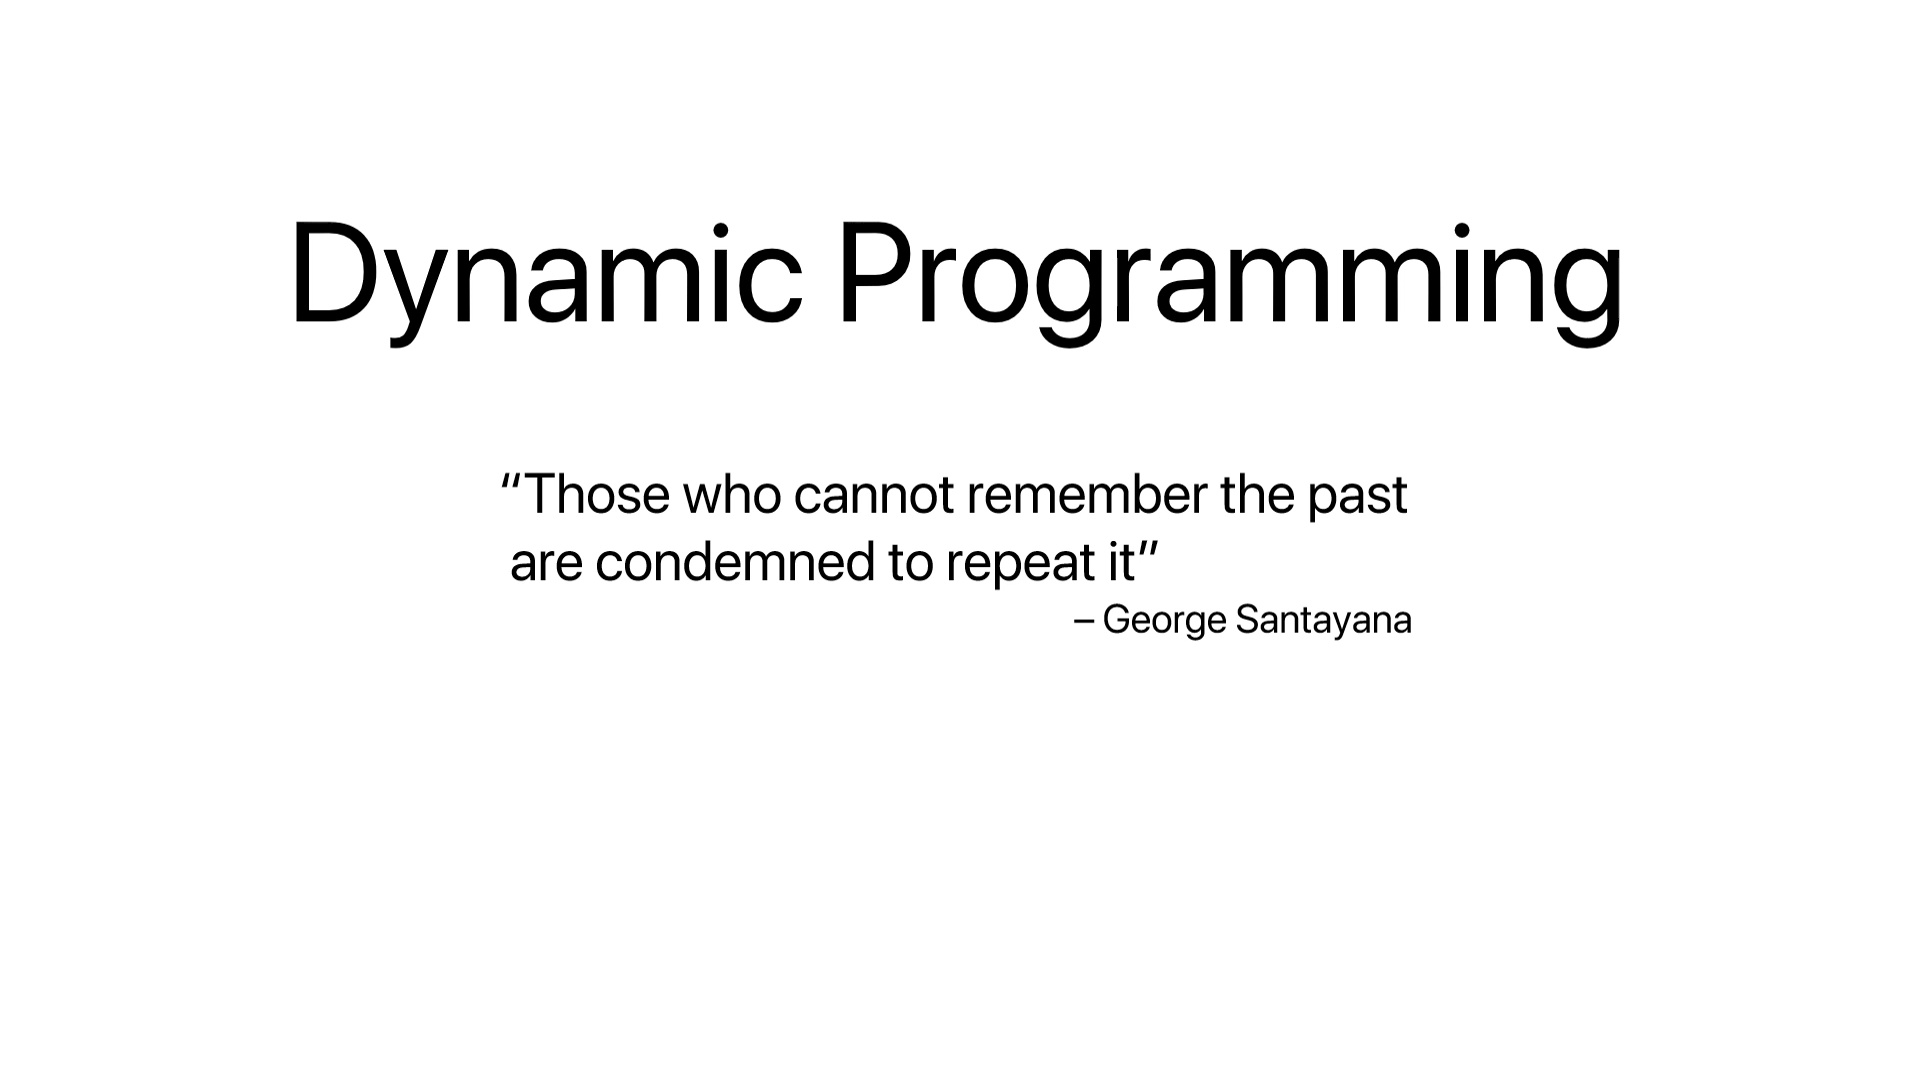 Dynamic Programming
“Those who cannot remember the past
are condemned to repeat it”
– George Santayana